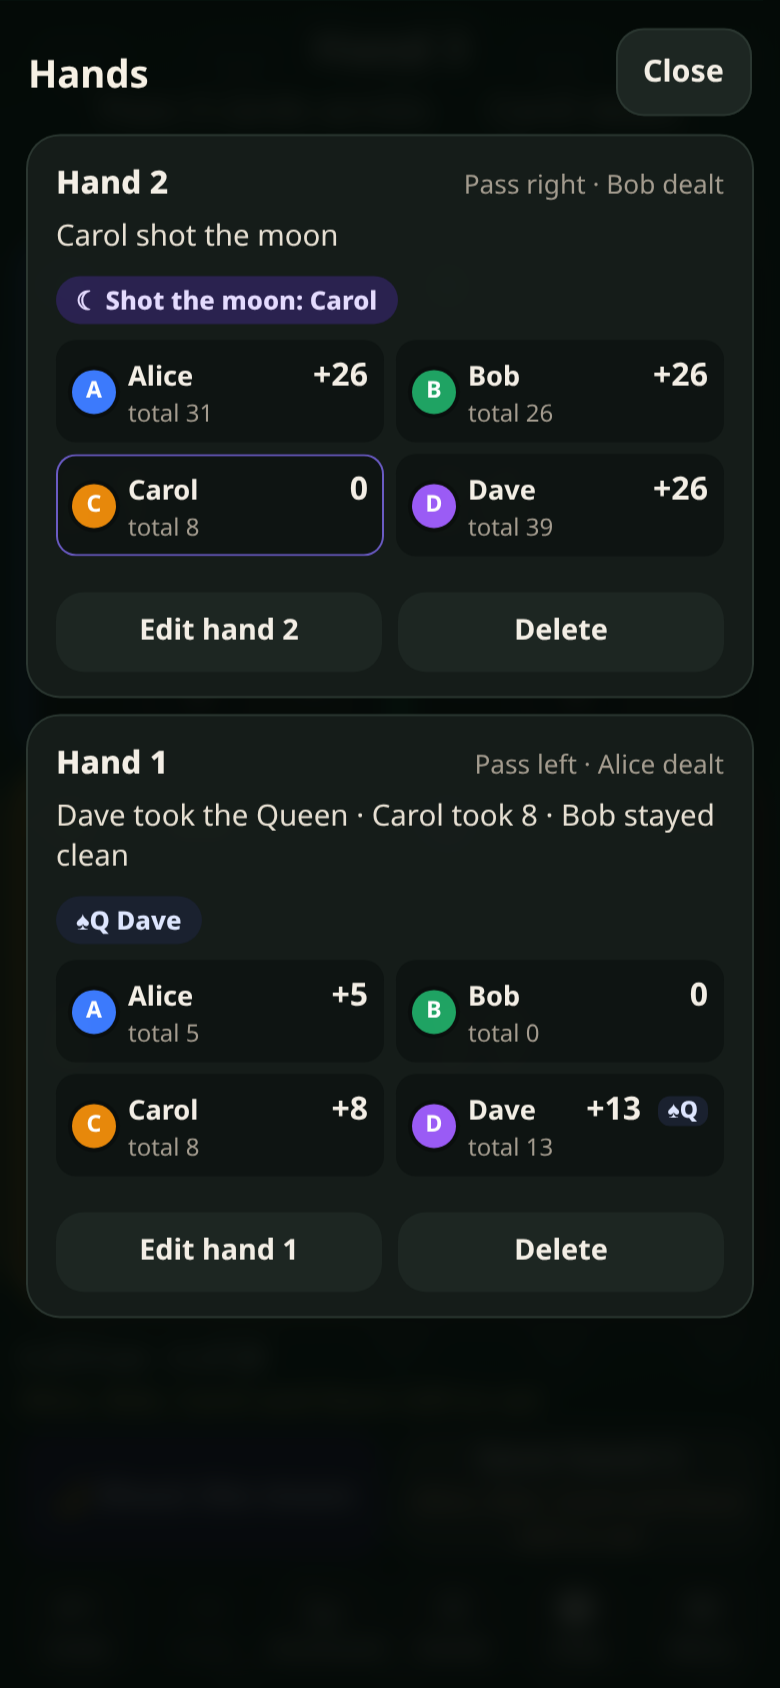 Hands
Close
Hand 2
Pass right · Bob dealt
Carol shot the moon
☾ Shot the moon: Carol
A Alice +26
total 31
B Bob +26
total 26
C Carol 0
total 8
D Dave +26
total 39
Edit hand 2
Delete
Hand 1
Pass left · Alice dealt
Dave took the Queen · Carol took 8 · Bob stayed
clean
♠Q Dave
A Alice +5
total 5
B Bob 0
total 0
C Carol +8
total 8
D Dave +13 ♠Q
total 13
Edit hand 1
Delete